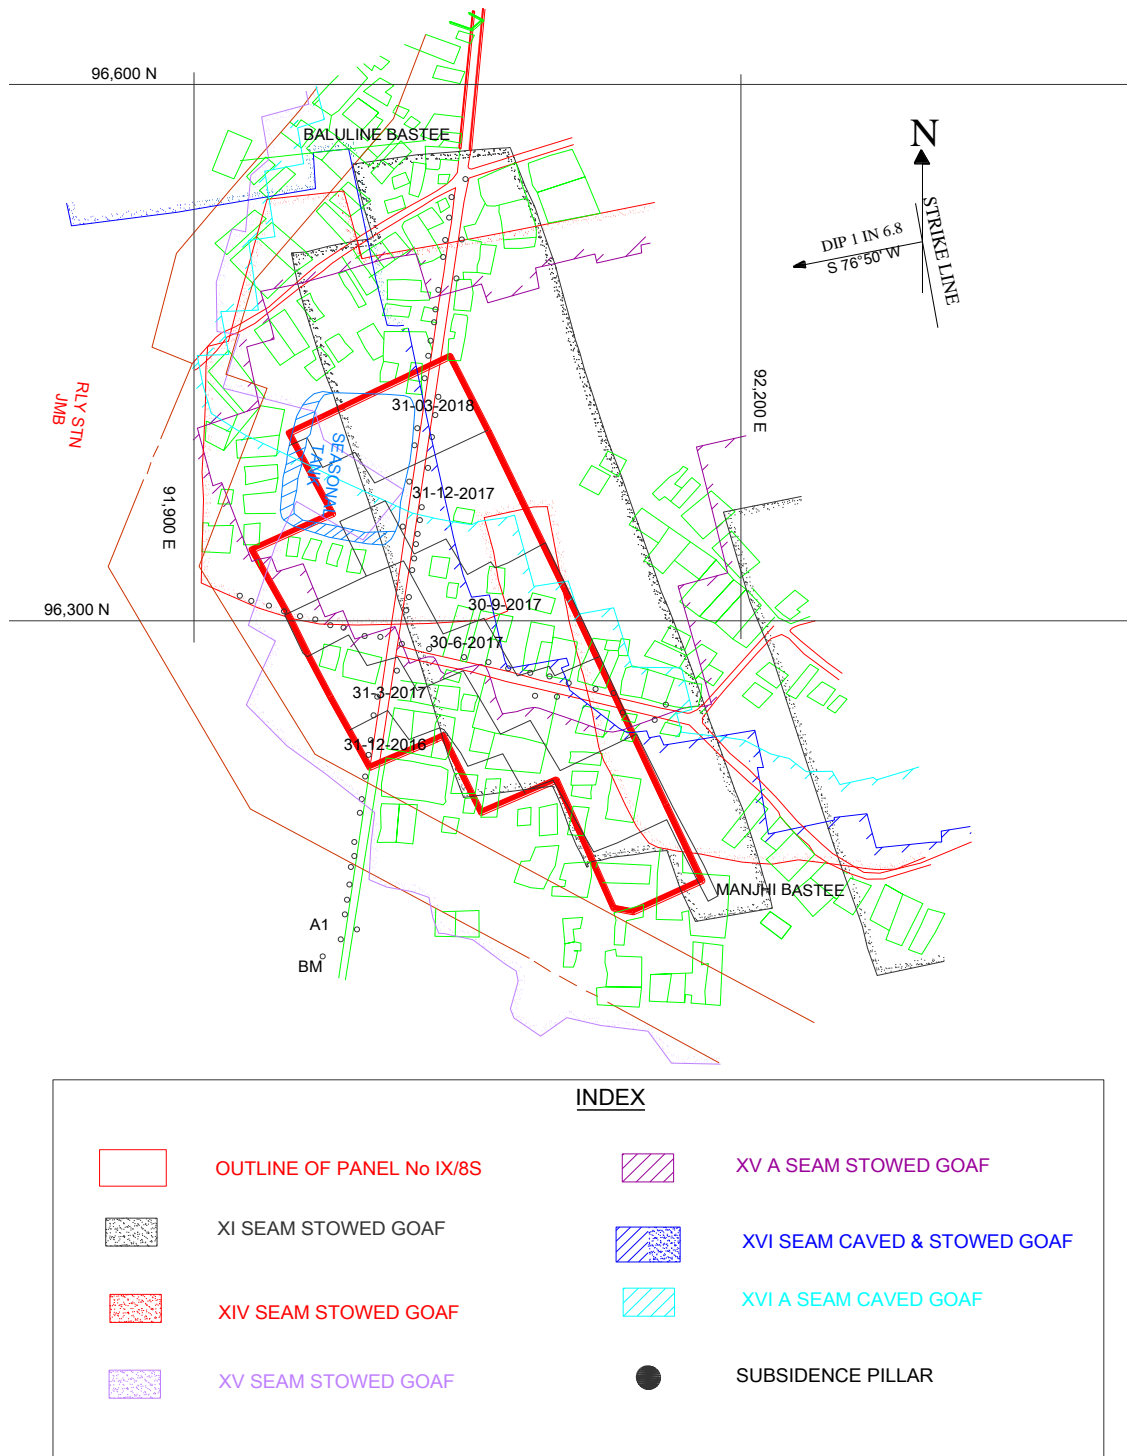 96,600 N
BALULINE BASTEE
N
STRIKE LINE
DIP 1 IN 6.8
S 76°50' W
RLY STN
JMB
92,200 E
31-03-2018
SEASONAL
TANK
31-12-2017
91,900 E
96,300 N
30-9-2017
30-6-2017
31-3-2017
31-12-2016
MANJHI BASTEE
A1
BM
INDEX
OUTLINE OF PANEL No IX/8S
XV A SEAM STOWED GOAF
XI SEAM STOWED GOAF
XVI SEAM CAVED & STOWED GOAF
XIV SEAM STOWED GOAF
XVI A SEAM CAVED GOAF
XV SEAM STOWED GOAF
SUBSIDENCE PILLAR